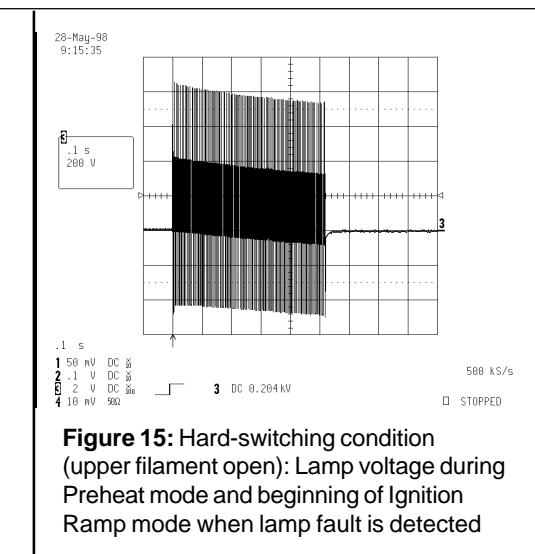 28-May-98
9:15:35
3
.1 s
200 V
3
.1 s
1 50 mV DC
2 .1 V DC
3 2 V DC
4 10 mV 50Ω
3 DC 0.204kV
500 kS/s
STOPPED
Figure 15: Hard-switching condition
(upper filament open): Lamp voltage during
Preheat mode and beginning of Ignition
Ramp mode when lamp fault is detected